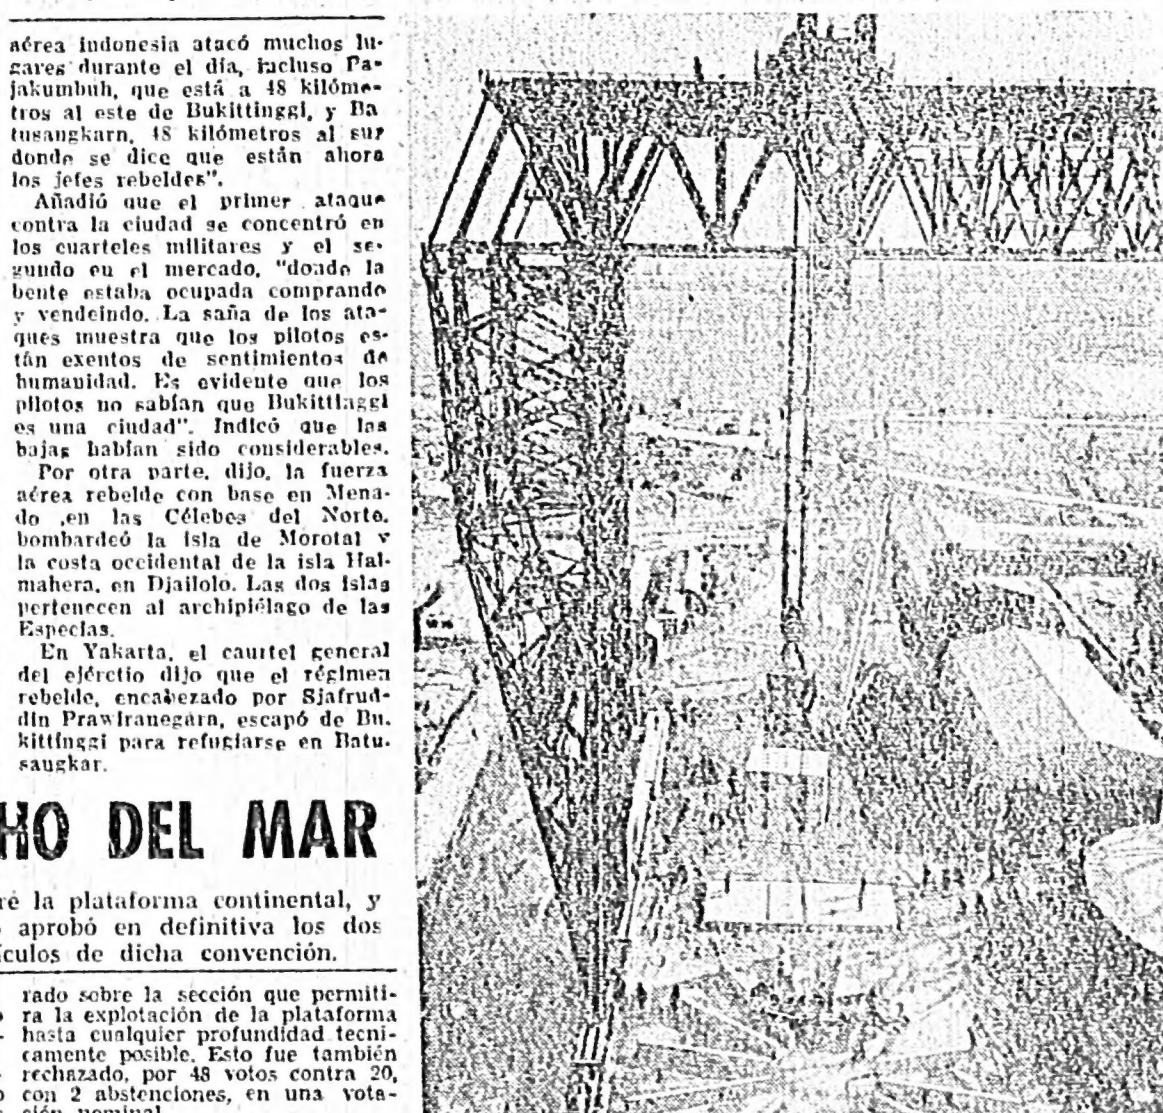 aérea indonesia atacó muchos lu-
gares durante el día, incluso Pa-
jakumbuh, que está a 48 kilóme-
tros al este de Bukittinggi, y Ba
tusangkarn, 48 kilómetros al sur
donde se dice que están ahora
los jefes rebeldes".
Añadió que el primer ataque
contra la ciudad se concentró en
los cuarteles militares y el se-
gundo en el mercado, "donde la
bente estaba ocupada comprando
y vendeindo. La saña de los ata-
ques muestra que los pilotos es-
tán exentos de sentimientos de
humanidad. Es evidente que los
pilotos no sabían que Bukittinggi
es una ciudad". Indicó que las
bajas habían sido considerables.
Por otra parte, dijo, la fuerza
aérea rebelde con base en Mena-
do ,en las Célebes del Norte,
bombardeó la isla de Morotai y
la costa occidental de la isla Hal-
mahera, en Djailolo. Las dos islas
pertenecen al archipiélago de las
Especias.
En Yakarta, el caurtel general
del ejérctio dijo que el régimen
rebelde, encabezado por Sjafrud-
din Prawiranegara, escapó de Bu.
kittinggi para refugiarse en Batu.
saugkar.
HO DEL MAR
ré la plataforma continental, y
aprobó en definitiva los dos
ículos de dicha convención.
rado sobre la sección que permiti-
ra la explotación de la plataforma
hasta cualquier profundidad tecni-
camente posible. Esto fue también
rechazado, por 48 votos contra 20,
con 2 abstenciones, en una vota-
ción nominal